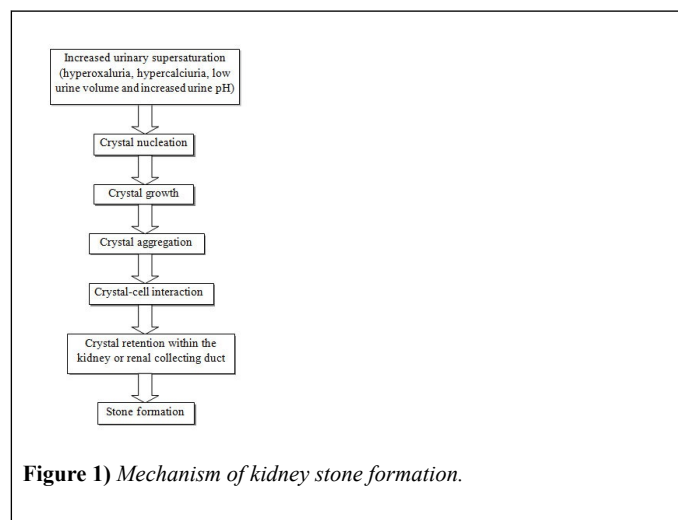 Increased urinary supersaturation
(hyperoxaluria, hypercalciuria, low
urine volume and increased urine pH)
Crystal nucleation
Crystal growth
Crystal aggregation
Crystal-cell interaction
Crystal retention within the
kidney or renal collecting duct
Stone formation
Figure 1) Mechanism of kidney stone formation.